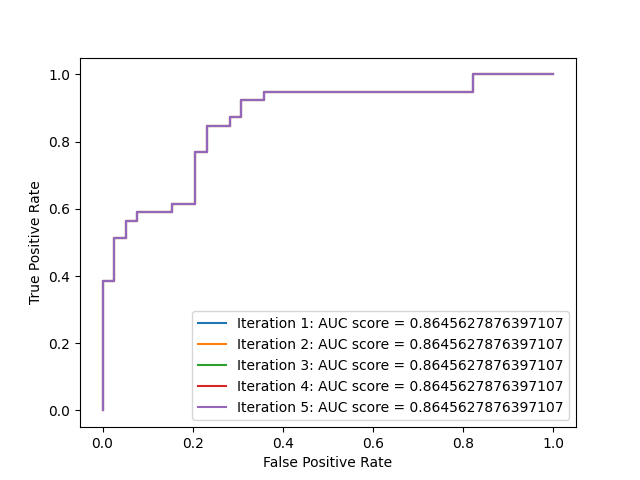 1.0
0.8
0.6
0.4
0.2
0.0
True Positive Rate
Iteration 1: AUC score = 0.8645627876397107
Iteration 2: AUC score = 0.8645627876397107
Iteration 3: AUC score = 0.8645627876397107
Iteration 4: AUC score = 0.8645627876397107
Iteration 5: AUC score = 0.8645627876397107
0.0 0.2 0.4 0.6 0.8 1.0
False Positive Rate